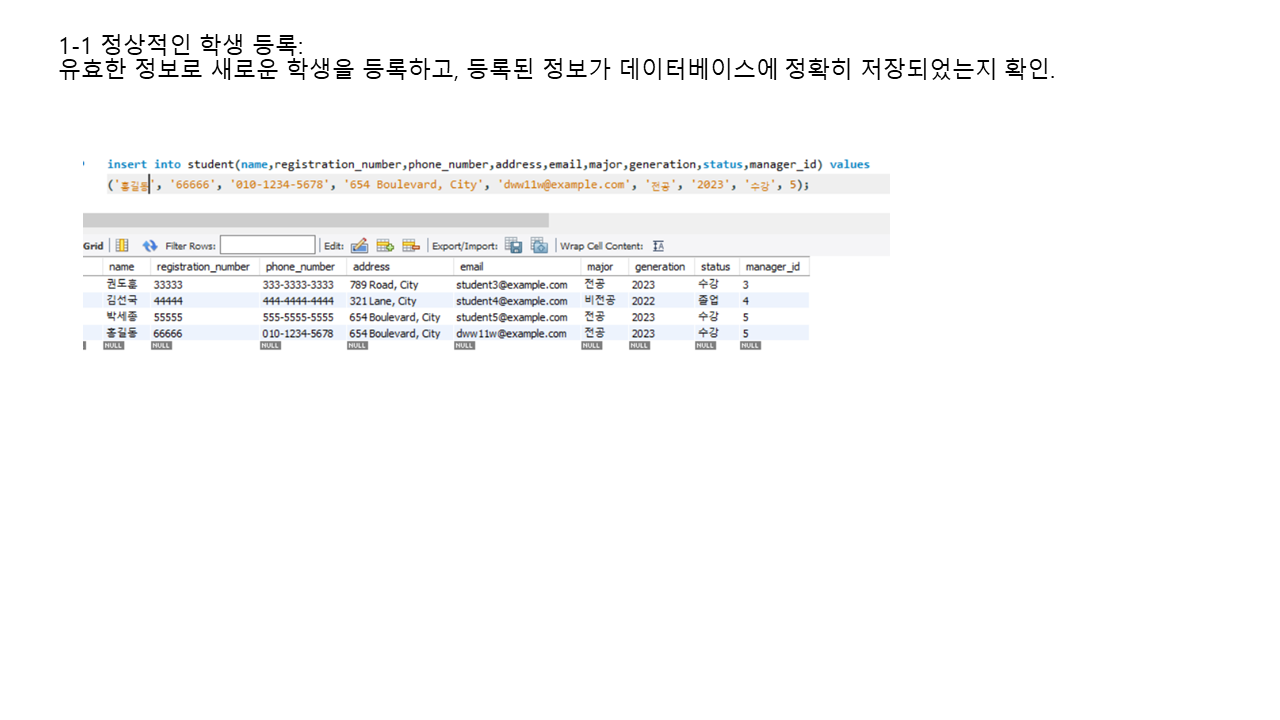 1-1 정상적인 학생 등록:
유효한 정보로 새로운 학생을 등록하고, 등록된 정보가 데이터베이스에 정확히 저장되었는지 확인.
insert into student(name,registration_number,phone_number,address,email,major,generation,status,manager_id) values
('홍길동', '66666', '010-1234-5678', '654 Boulevard, City', 'dww11w@example.com', '전공', '2023', '수강', 5);
Grid Filter Rows: Edit: Export/Import: Wrap Cell Content: IA
name registration_number phone_number address email major generation status manager_id
권도훈 33333 333-3333-3333 789 Road, City student3@example.com 전공 2023 수강 3
김선국 44444 444-4444-4444 321 Lane, City student4@example.com 비전공 2022 졸업 4
박세종 55555 555-5555-5555 654 Boulevard, City student5@example.com 전공 2023 수강 5
홍길동 66666 010-1234-5678 654 Boulevard, City dww11w@example.com 전공 2023 수강 5
NULL NULL NULL NULL NULL NULL NULL NULL NULL